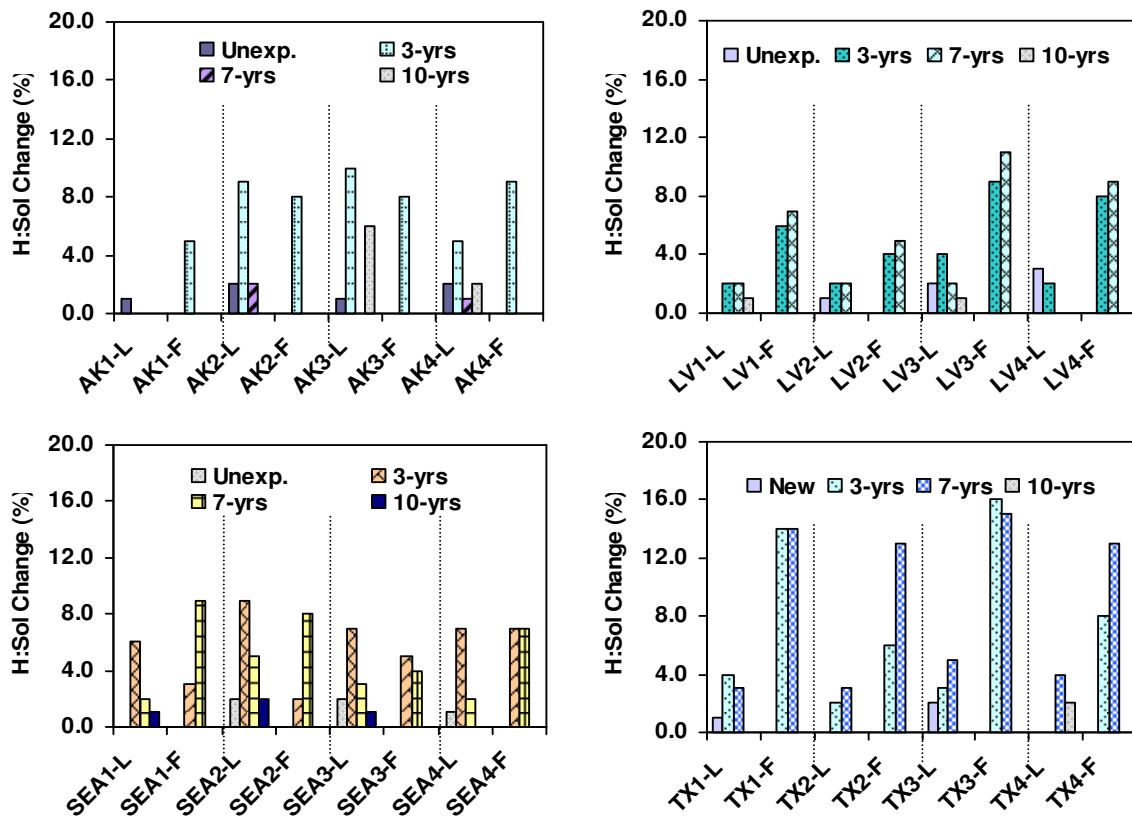 20.0
16.0
12.0
8.0
4.0
0.0
H:Sol Change (%)
Unexp. 3-yrs
7-yrs 10-yrs
AK1-L AK1-F AK2-L AK2-F AK3-L AK3-F AK4-L AK4-F
20.0
16.0
12.0
8.0
4.0
0.0
H:Sol Change (%)
Unexp. 3-yrs 7-yrs 10-yrs
LV1-L LV1-F LV2-L LV2-F LV3-L LV3-F LV4-L LV4-F
20.0
16.0
12.0
8.0
4.0
0.0
H:Sol Change (%)
Unexp. 3-yrs
7-yrs 10-yrs
SEA1-L SEA1-F SEA2-L SEA2-F SEA3-L SEA3-F SEA4-L SEA4-F
20.0
16.0
12.0
8.0
4.0
0.0
H:Sol Change (%)
New 3-yrs 7-yrs 10-yrs
TX1-L TX1-F TX2-L TX2-F TX3-L TX3-F TX4-L TX4-F